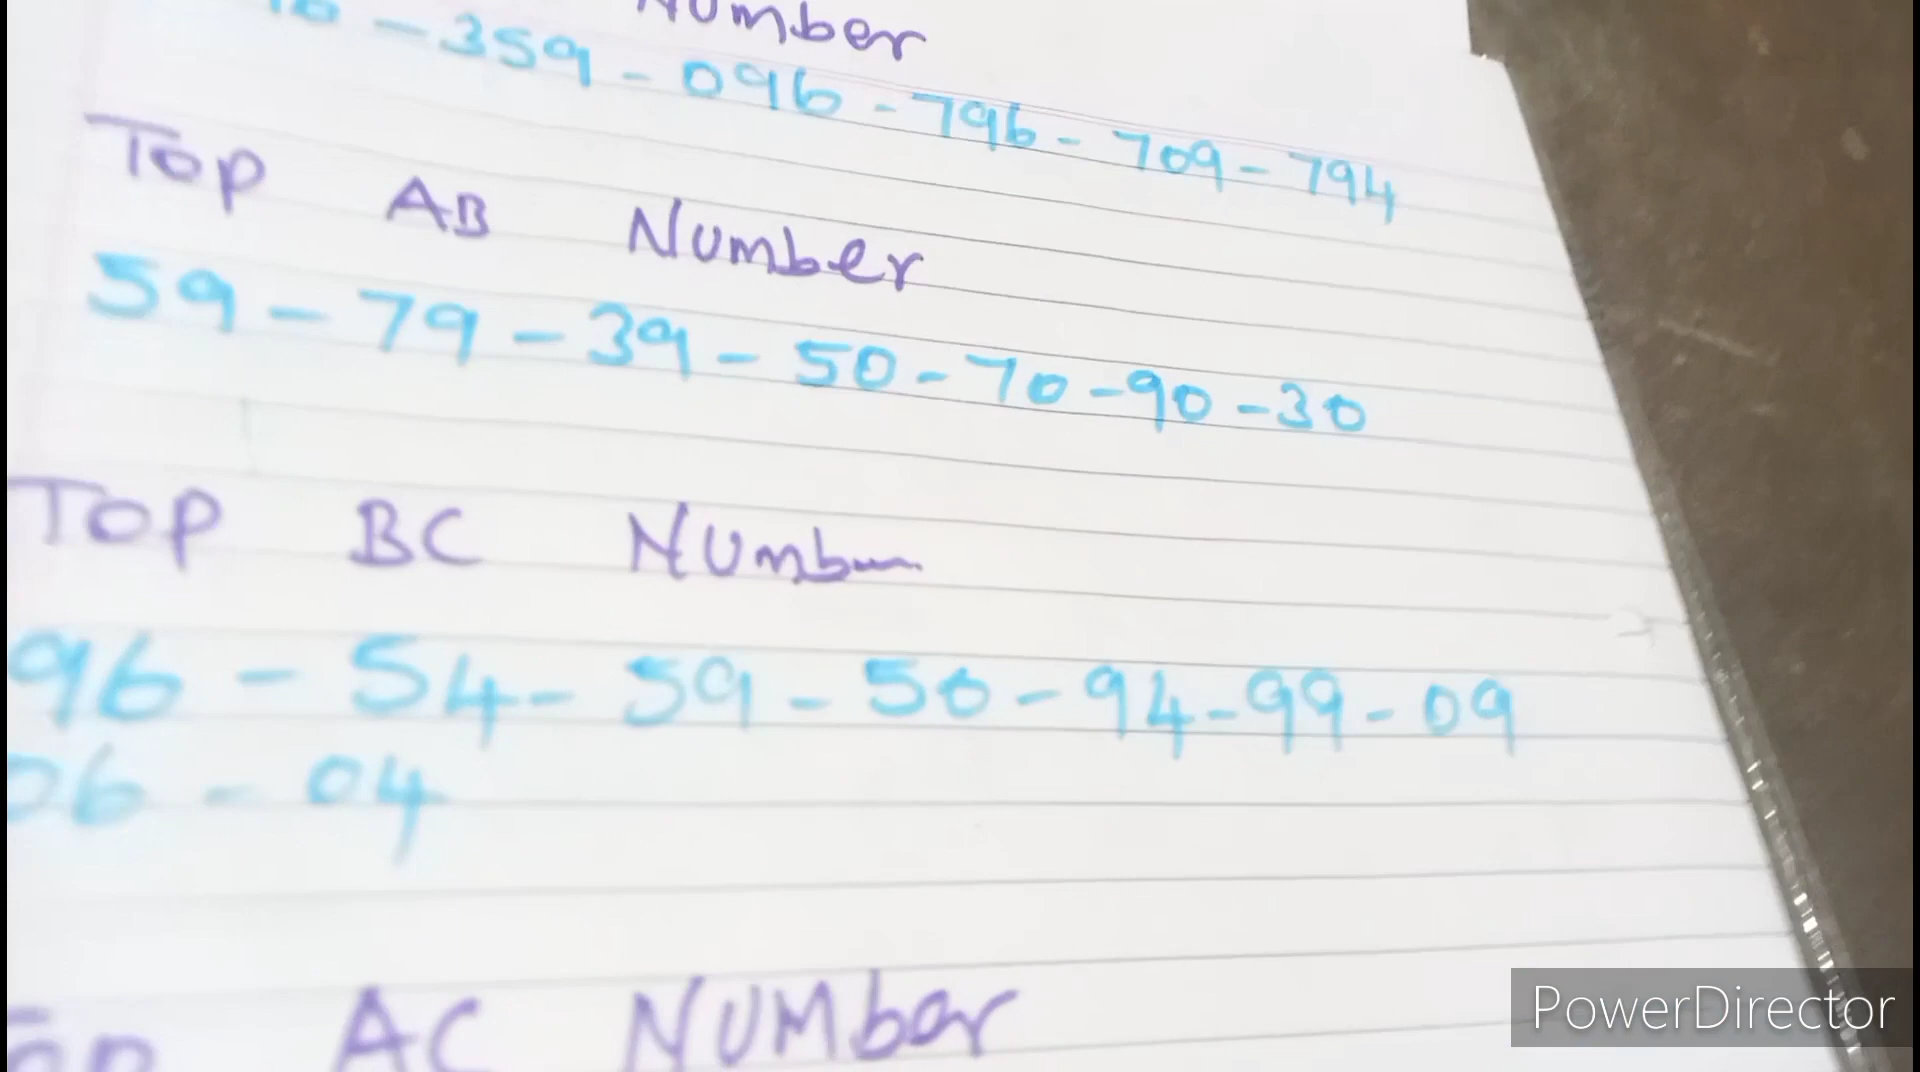 Number
- 359 - 096 - 796 - 709 - 794
Top AB Number
59 - 79 - 39 - 50 - 70 - 90 - 30
TOP BC Number
96 - 54 - 59 - 50 - 94 - 99 - 09
06 - 04
Top AC NUMber
PowerDirector